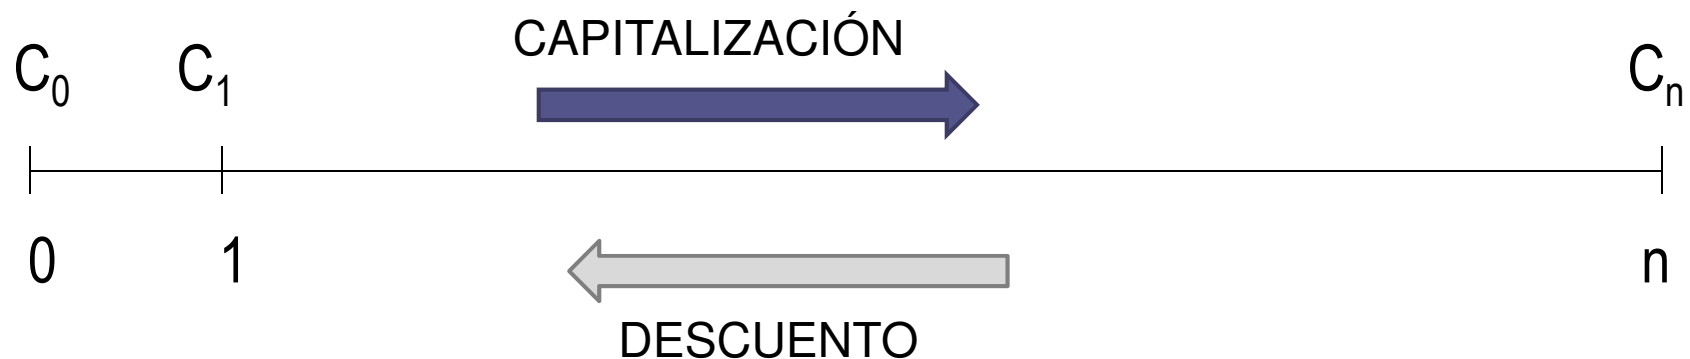 CAPITALIZACIÓN
C₀ C₁ Cₙ
0 1 n
DESCUENTO